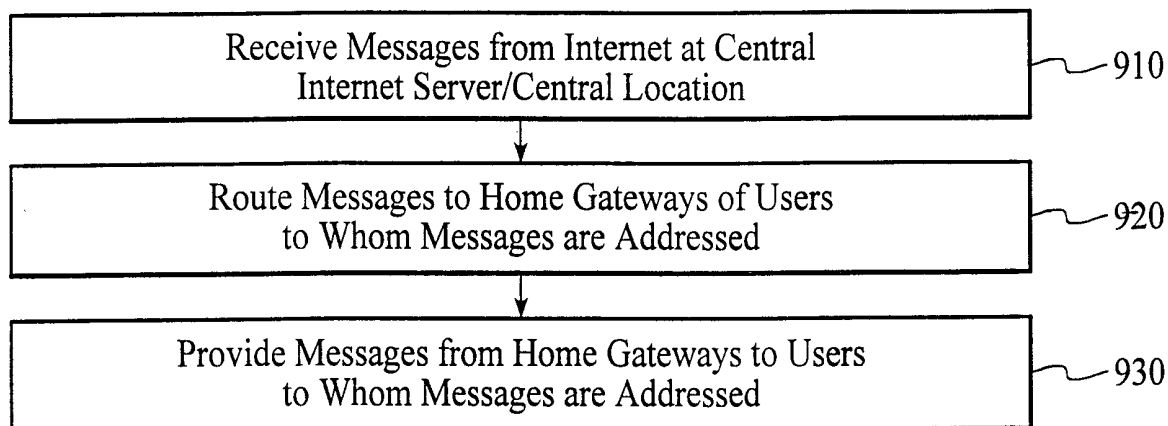 Receive Messages from Internet at Central
Internet Server/Central Location
910
Route Messages to Home Gateways of Users
to Whom Messages are Addressed
920
Provide Messages from Home Gateways to Users
to Whom Messages are Addressed
930